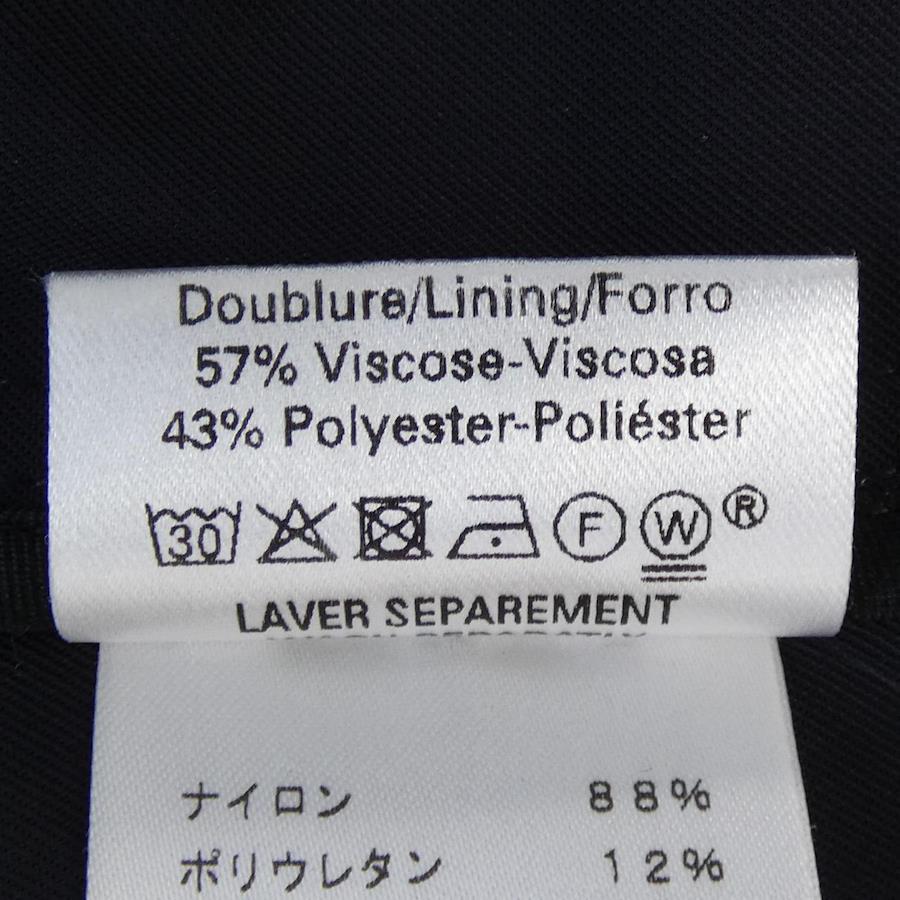 Doublure/Lining/Forro
57% Viscose-Viscosa
43% Polyester-Poliéster
30 F W ®
LAVER SEPAREMENT
ナイロン 88%
ポリウレタン 12%